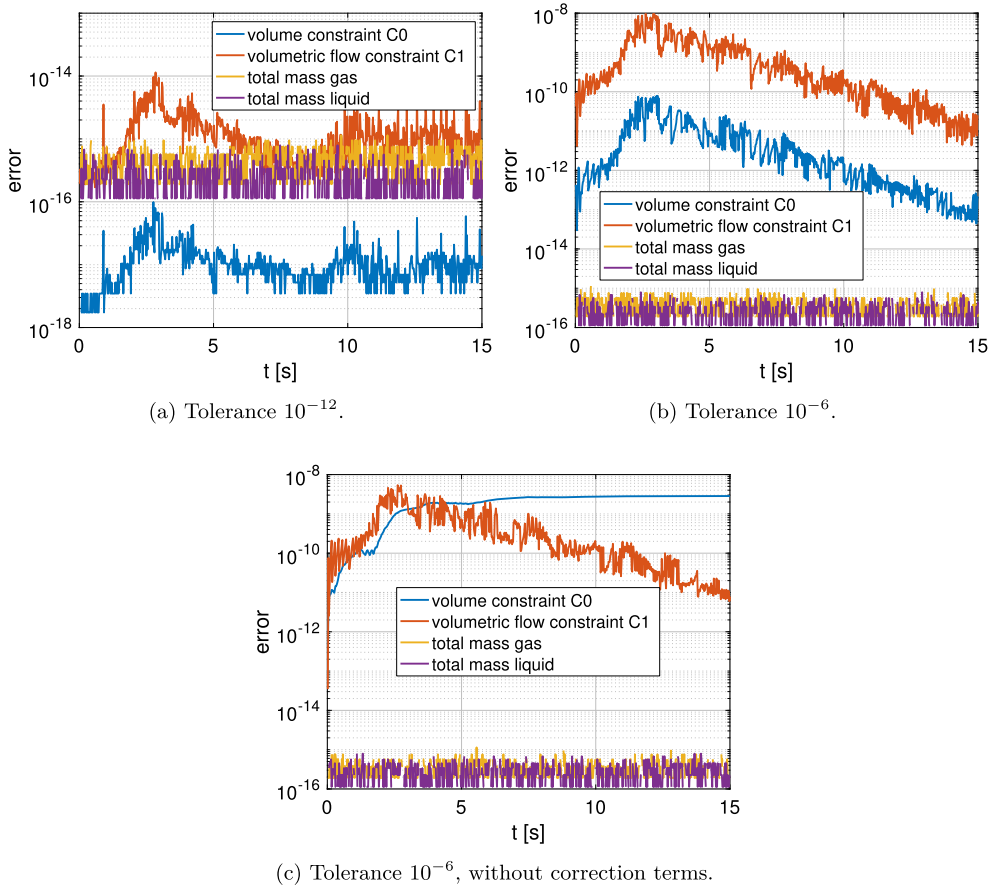 volume constraint C0
volumetric flow constraint C1
total mass gas
total mass liquid
10⁻¹⁴
10⁻¹⁶
10⁻¹⁸
error
0 5 10 15
t [s]
(a) Tolerance 10⁻¹².
10⁻⁸
10⁻¹⁰
10⁻¹²
10⁻¹⁴
10⁻¹⁶
error
volume constraint C0
volumetric flow constraint C1
total mass gas
total mass liquid
0 5 10 15
t [s]
(b) Tolerance 10⁻⁶.
10⁻⁸
10⁻¹⁰
10⁻¹²
10⁻¹⁴
10⁻¹⁶
error
volume constraint C0
volumetric flow constraint C1
total mass gas
total mass liquid
0 5 10 15
t [s]
(c) Tolerance 10⁻⁶, without correction terms.